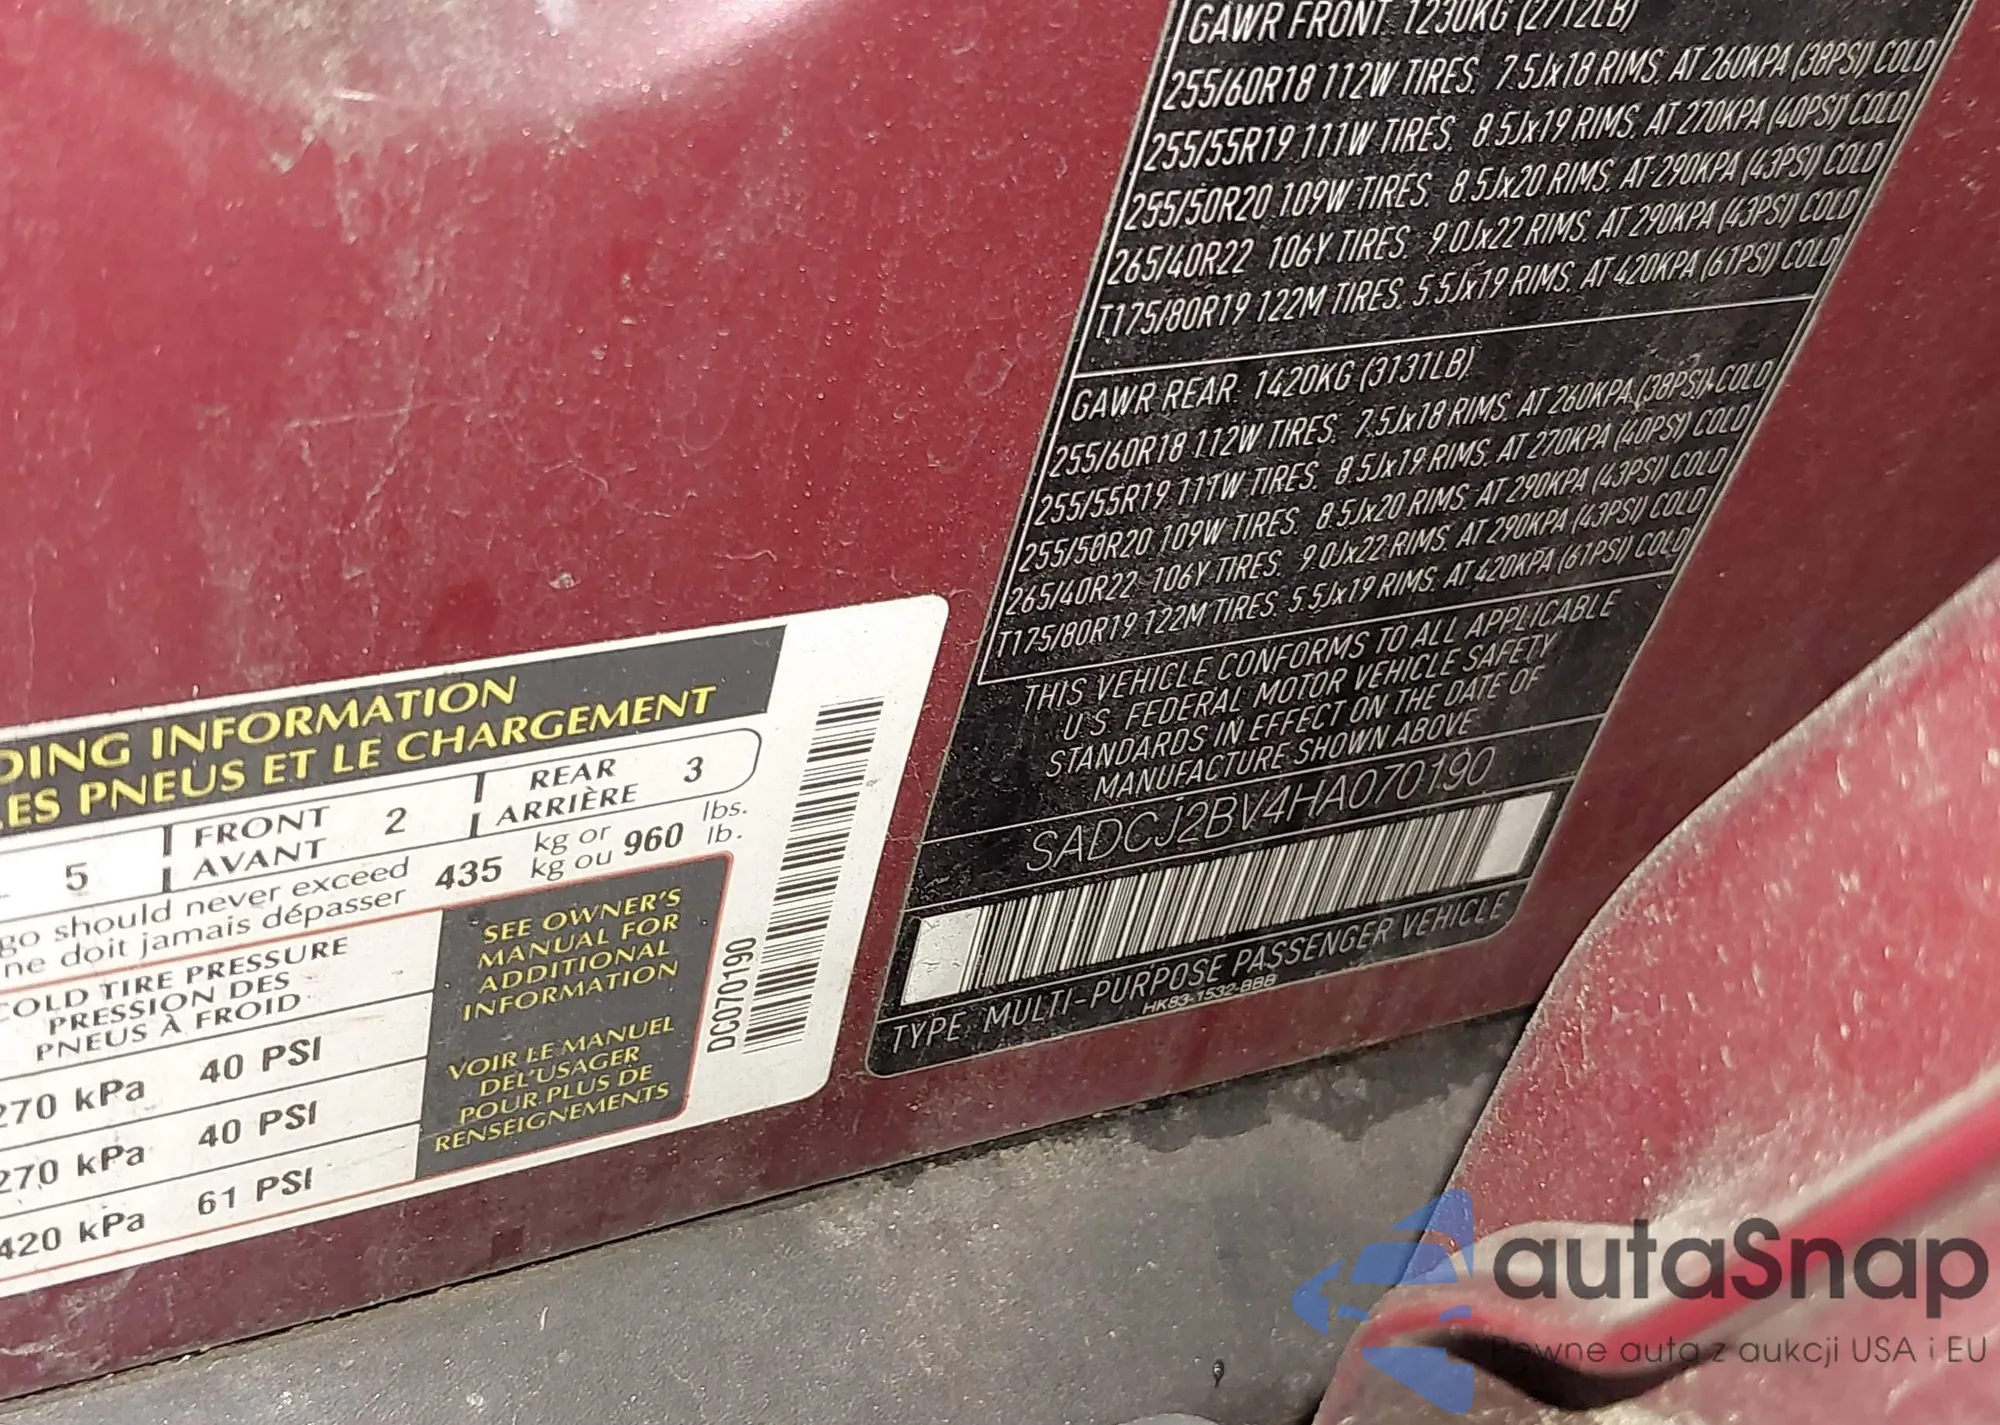 GAWR FRONT: 1230KG (2712LB)
255/60R18 112W TIRES. 7.5Jx18 RIMS. AT 260KPA (38PSI) COLD
255/55R19 111W TIRES. 8.5Jx19 RIMS. AT 270KPA (40PSI) COLD
255/50R20 109W TIRES. 8.5Jx20 RIMS. AT 290KPA (43PSI) COLD
265/40R22 106Y TIRES. 9.0Jx22 RIMS. AT 290KPA (43PSI) COLD
T175/80R19 122M TIRES. 5.5Jx19 RIMS. AT 420KPA (61PSI) COLD
GAWR REAR: 1420KG (3131LB)
255/60R18 112W TIRES. 7.5Jx18 RIMS. AT 260KPA (38PSI) COLD
255/55R19 111W TIRES. 8.5Jx19 RIMS. AT 270KPA (40PSI) COLD
255/50R20 109W TIRES. 8.5Jx20 RIMS. AT 290KPA (43PSI) COLD
265/40R22 106Y TIRES. 9.0Jx22 RIMS. AT 290KPA (43PSI) COLD
T175/80R19 122M TIRES. 5.5Jx19 RIMS. AT 420KPA (61PSI) COLD
THIS VEHICLE CONFORMS TO ALL APPLICABLE
U.S. FEDERAL MOTOR VEHICLE SAFETY
STANDARDS IN EFFECT ON THE DATE OF
MANUFACTURE SHOWN ABOVE
SADCJ2BV4HA070190
TYPE: MULTI-PURPOSE PASSENGER VEHICLE
HK83-1532-BBB
DING INFORMATION
LES PNEUS ET LE CHARGEMENT
5 FRONT 2 REAR 3
AVANT ARRIÈRE
go should never exceed 435 kg or 960 lbs.
ne doit jamais dépasser kg ou lb.
COLD TIRE PRESSURE
PRESSION DES
PNEUS À FROID
270 kPa 40 PSI
270 kPa 40 PSI
420 kPa 61 PSI
SEE OWNER'S
MANUAL FOR
ADDITIONAL
INFORMATION
VOIR LE MANUEL
DEL'USAGER
POUR PLUS DE
RENSEIGNEMENTS
DC070190
autaSnap
Pewne auta z aukcji USA i EU